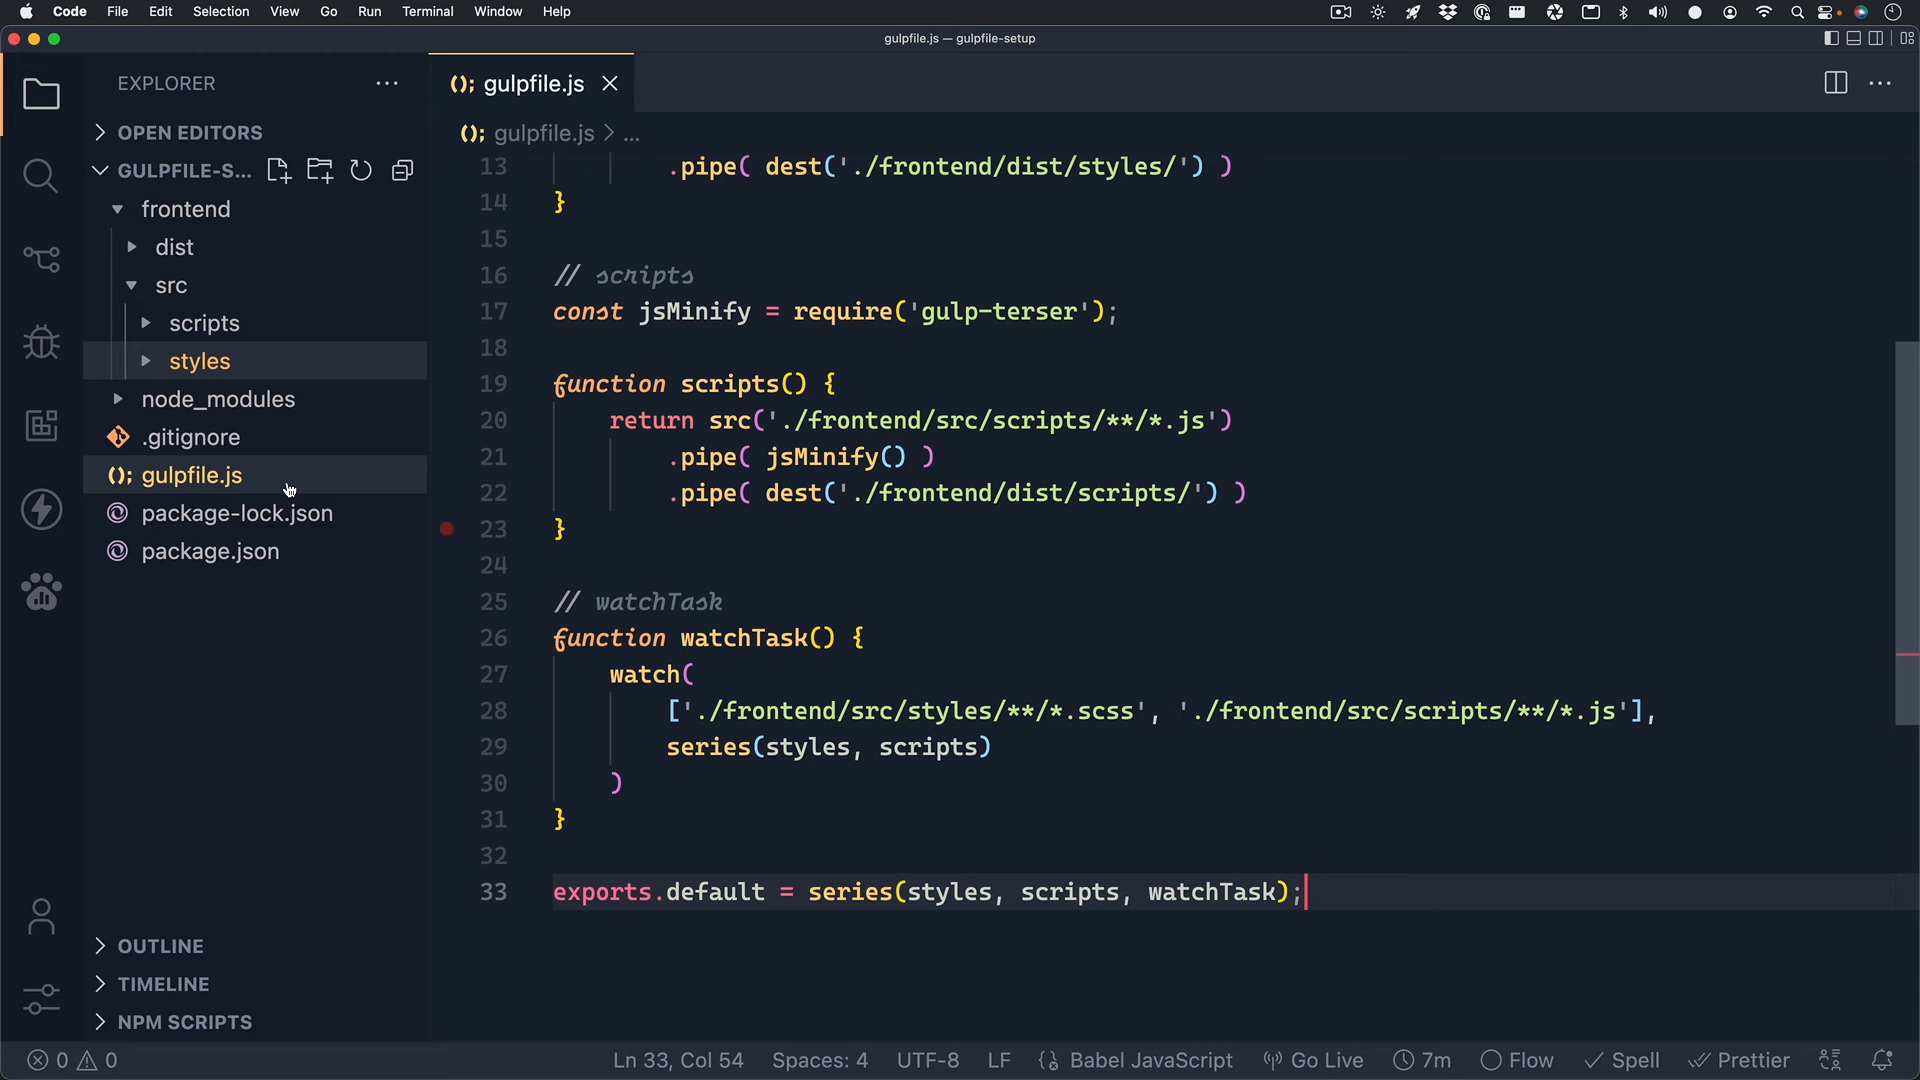 Code File Edit Selection View Go Run Terminal Window Help
gulpfile.js — gulpfile-setup
EXPLORER
OPEN EDITORS
GULPFILE-S...
frontend
dist
src
scripts
styles
node_modules
.gitignore
(); gulpfile.js
package-lock.json
package.json
OUTLINE
TIMELINE
NPM SCRIPTS
(); gulpfile.js
(); gulpfile.js > ...
13 .pipe( dest('./frontend/dist/styles/') )
14 }
15
16 // scripts
17 const jsMinify = require('gulp-terser');
18
19 function scripts() {
20 return src('./frontend/src/scripts/**/*.js')
21 .pipe( jsMinify() )
22 .pipe( dest('./frontend/dist/scripts/') )
23 }
24
25 // watchTask
26 function watchTask() {
27 watch(
28 ['./frontend/src/styles/**/*.scss', './frontend/src/scripts/**/*.js'],
29 series(styles, scripts)
30 )
31 }
32
33 exports.default = series(styles, scripts, watchTask);
0 0 Ln 33, Col 54 Spaces: 4 UTF-8 LF Babel JavaScript Go Live 7m Flow Spell Prettier